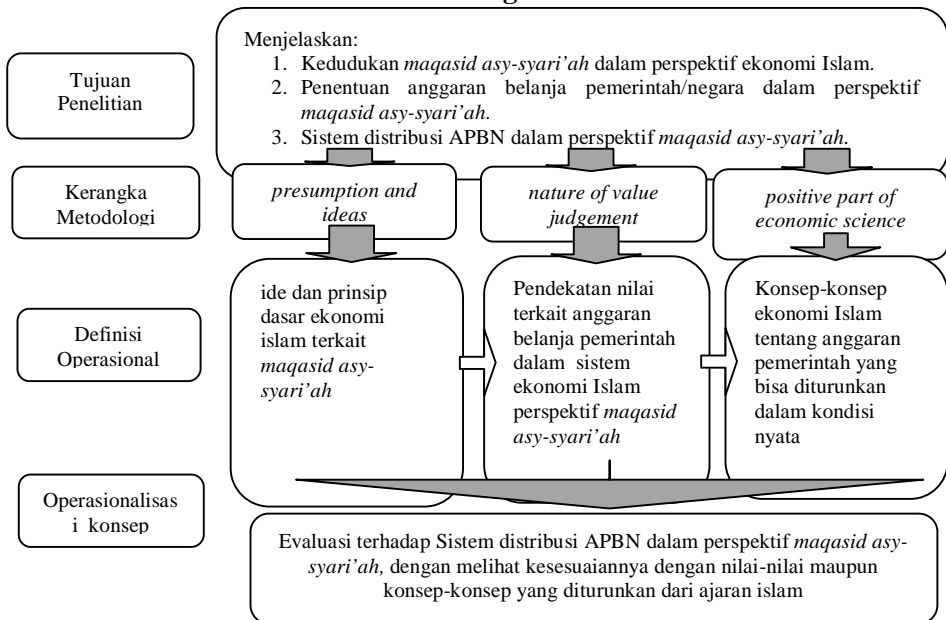 Menjelaskan:
1. Kedudukan maqasid asy-syari'ah dalam perspektif ekonomi Islam.
2. Penentuan anggaran belanja pemerintah/negara dalam perspektif
maqasid asy-syari'ah.
3. Sistem distribusi APBN dalam perspektif maqasid asy-syari'ah.
Tujuan
Penelitian
Kerangka
Metodologi
presumption and
ideas
nature of value
judgement
positive part of
economic science
Definisi
Operasional
ide dan prinsip
dasar ekonomi
islam terkait
maqasid asy-
syari'ah
Pendekatan nilai
terkait anggaran
belanja pemerintah
dalam sistem
ekonomi Islam
perspektif maqasid
asy-syari'ah
Konsep-konsep
ekonomi Islam
tentang anggaran
pemerintah yang
bisa diturunkan
dalam kondisi
nyata
Operasionalisas
i konsep
Evaluasi terhadap Sistem distribusi APBN dalam perspektif maqasid asy-
syari'ah, dengan melihat kesesuaiannya dengan nilai-nilai maupun
konsep-konsep yang diturunkan dari ajaran islam